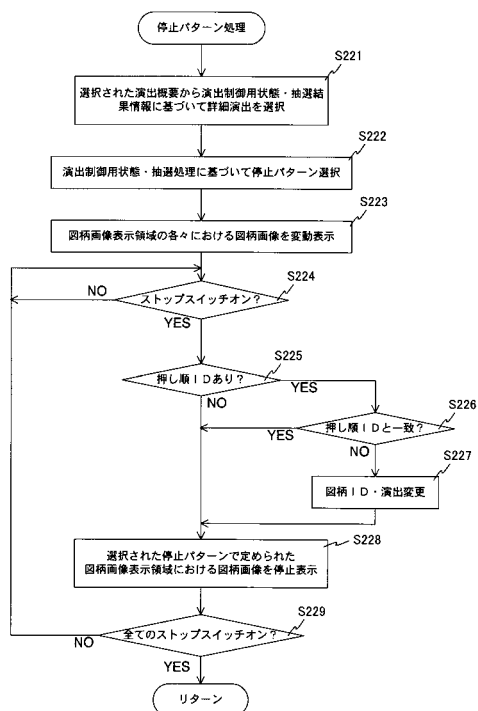 停止パターン処理
S221
選択された演出概要から演出制御用状態・抽選結
果情報に基づいて詳細演出を選択
S222
演出制御用状態・抽選処理に基づいて停止パターン選択
S223
図柄画像表示領域の各々における図柄画像を変動表示
S224
NO
ストップスイッチオン?
YES
S225
押し順IDあり?
YES
NO
S226
押し順IDと一致?
YES
NO
S227
図柄ID・演出変更
S228
選択された停止パターンで定められた
図柄画像表示領域における図柄画像を停止表示
S229
全てのストップスイッチオン?
NO
YES
リターン